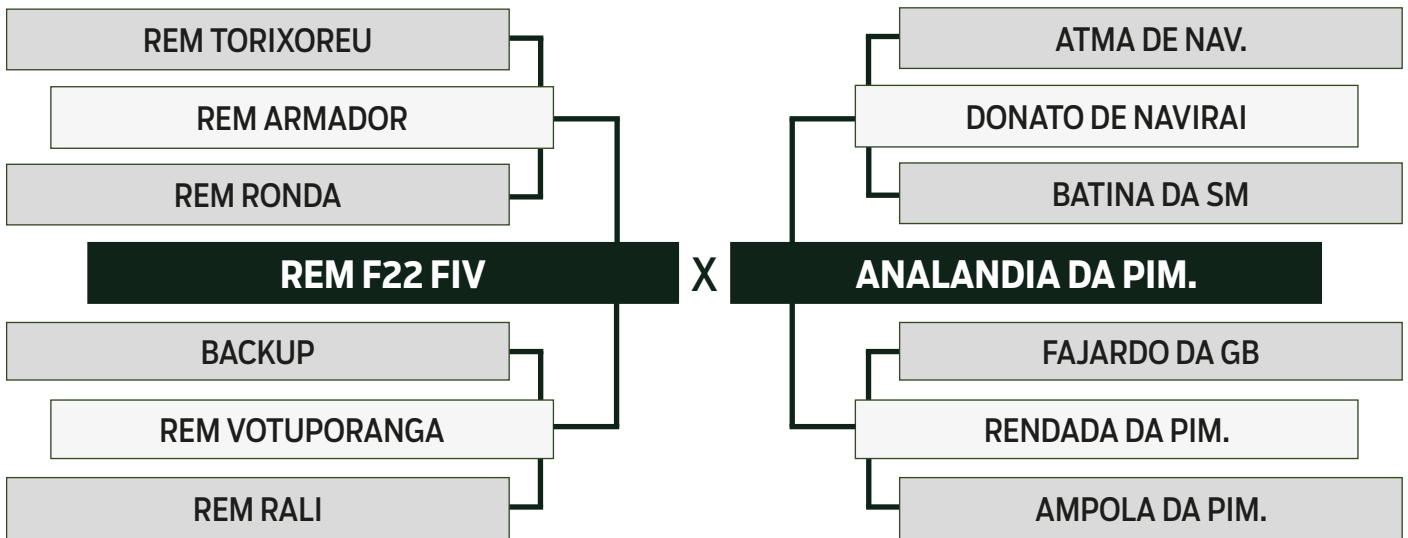 REM TORIXOREU
REM ARMADOR
REM RONDA
REM F22 FIV
BACKUP
REM VOTUPORANGA
REM RALI
X
ATMA DE NAV.
DONATO DE NAVIRAI
BATINA DA SM
ANALANDIA DA PIM.
FAJARDO DA GB
RENDADA DA PIM.
AMPOLA DA PIM.